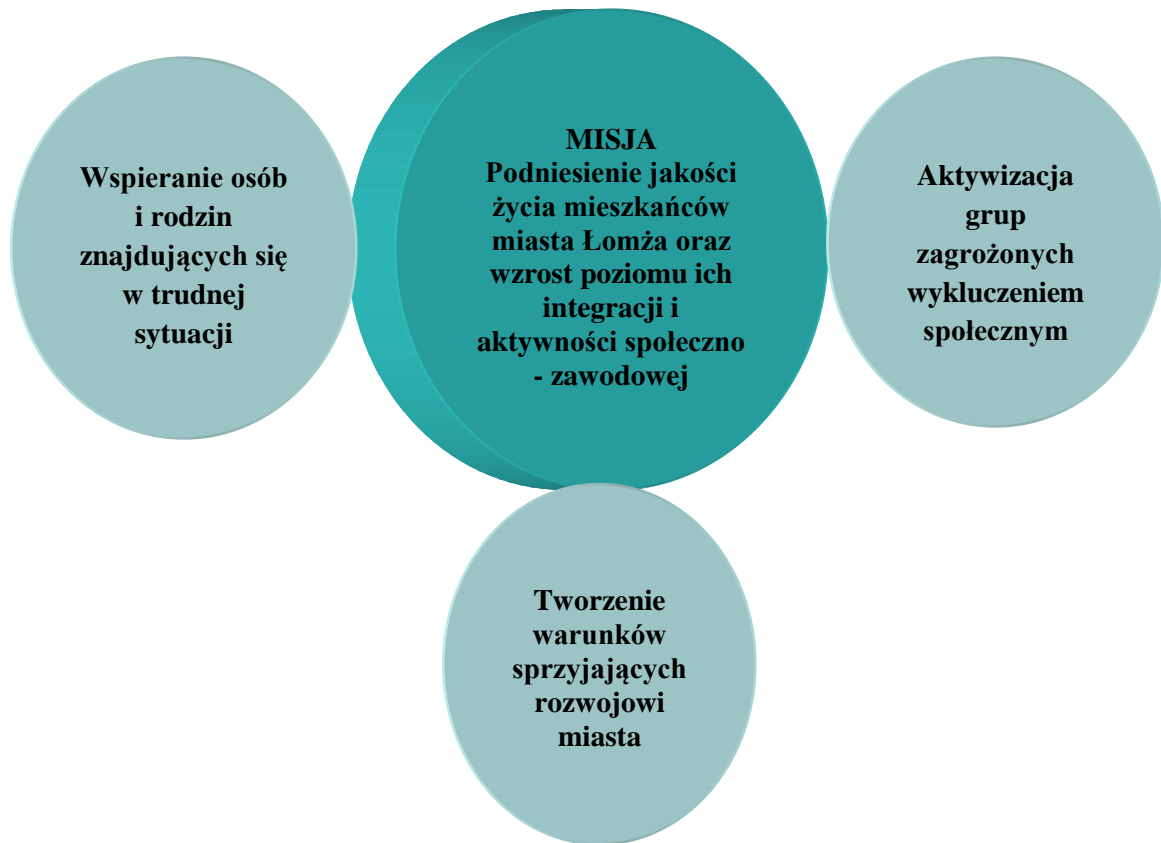 Wspieranie osób
i rodzin
znajdujących się
w trudnej
sytuacji
MISJA
Podniesienie jakości
życia mieszkańców
miasta Łomża oraz
wzrost poziomu ich
integracji i
aktywności społeczno
- zawodowej
Aktywizacja
grup
zagrożonych
wykluczeniem
społecznym
Tworzenie
warunków
sprzyjających
rozwojowi
miasta